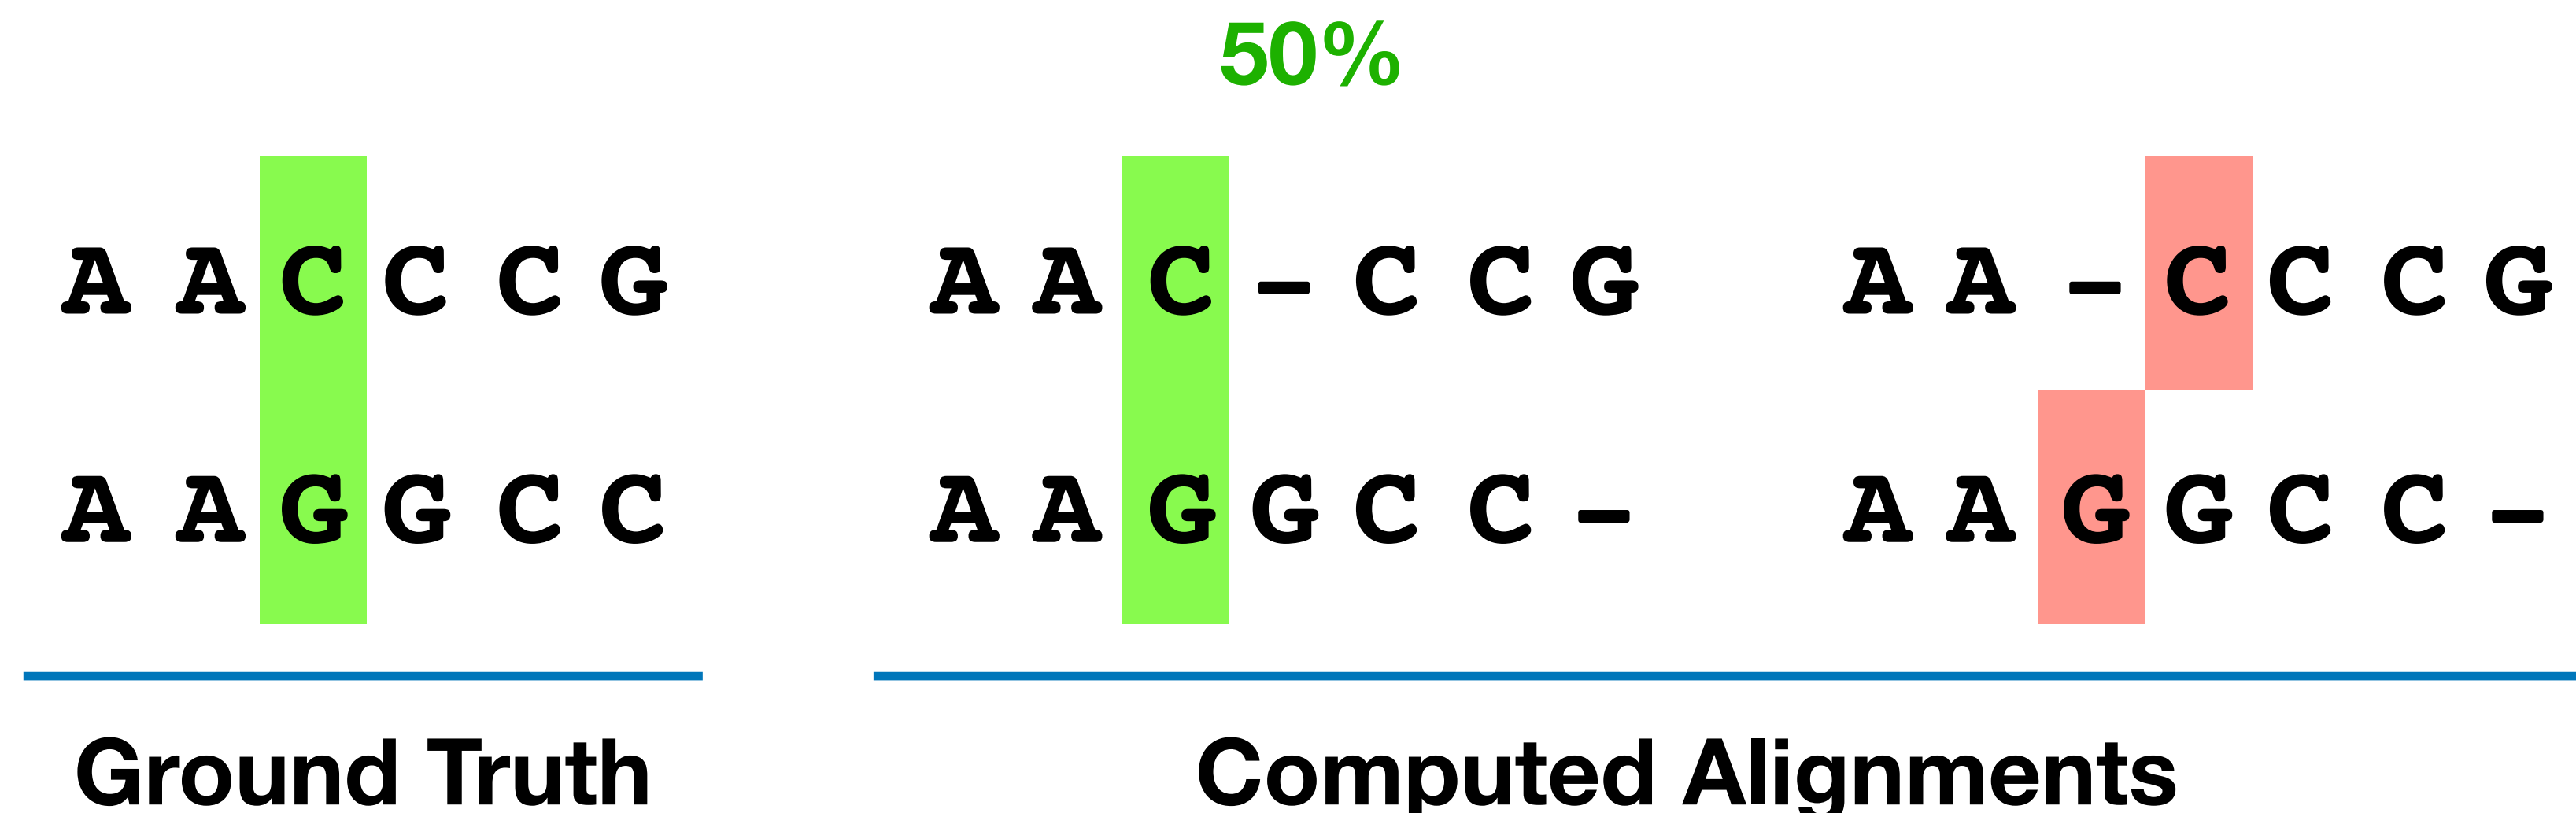 50%
A A C C C G A A C - C C G A A - C C C G
A A G G C C A A G G C C - A A G G C C -
Ground Truth Computed Alignments